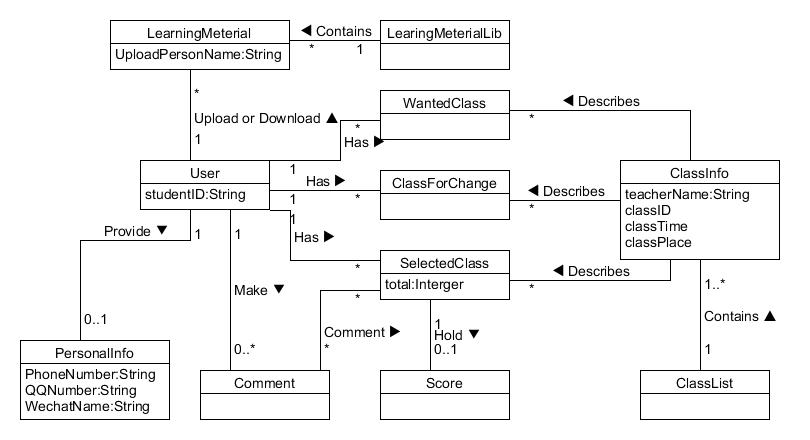 LearningMeterial
UploadPersonName:String
◀ Contains
*
1
LearingMeterialLib
*
Upload or Download ▲
1
WantedClass
◀ Describes
*
*
Has ▶
1
User
studentID:String
Has ▶
1
*
ClassForChange
◀ Describes
*
ClassInfo
teacherName:String
classID
classTime
classPlace
1
Has ▶
*
SelectedClass
total:Interger
◀ Describes
*
Provide ▼
1
0..1
1
Make ▼
0..*
*
Comment ▶
*
1
Hold ▼
0..1
1..*
Contains ▲
1
PersonalInfo
PhoneNumber:String
QQNumber:String
WechatName:String
Comment
Score
ClassList